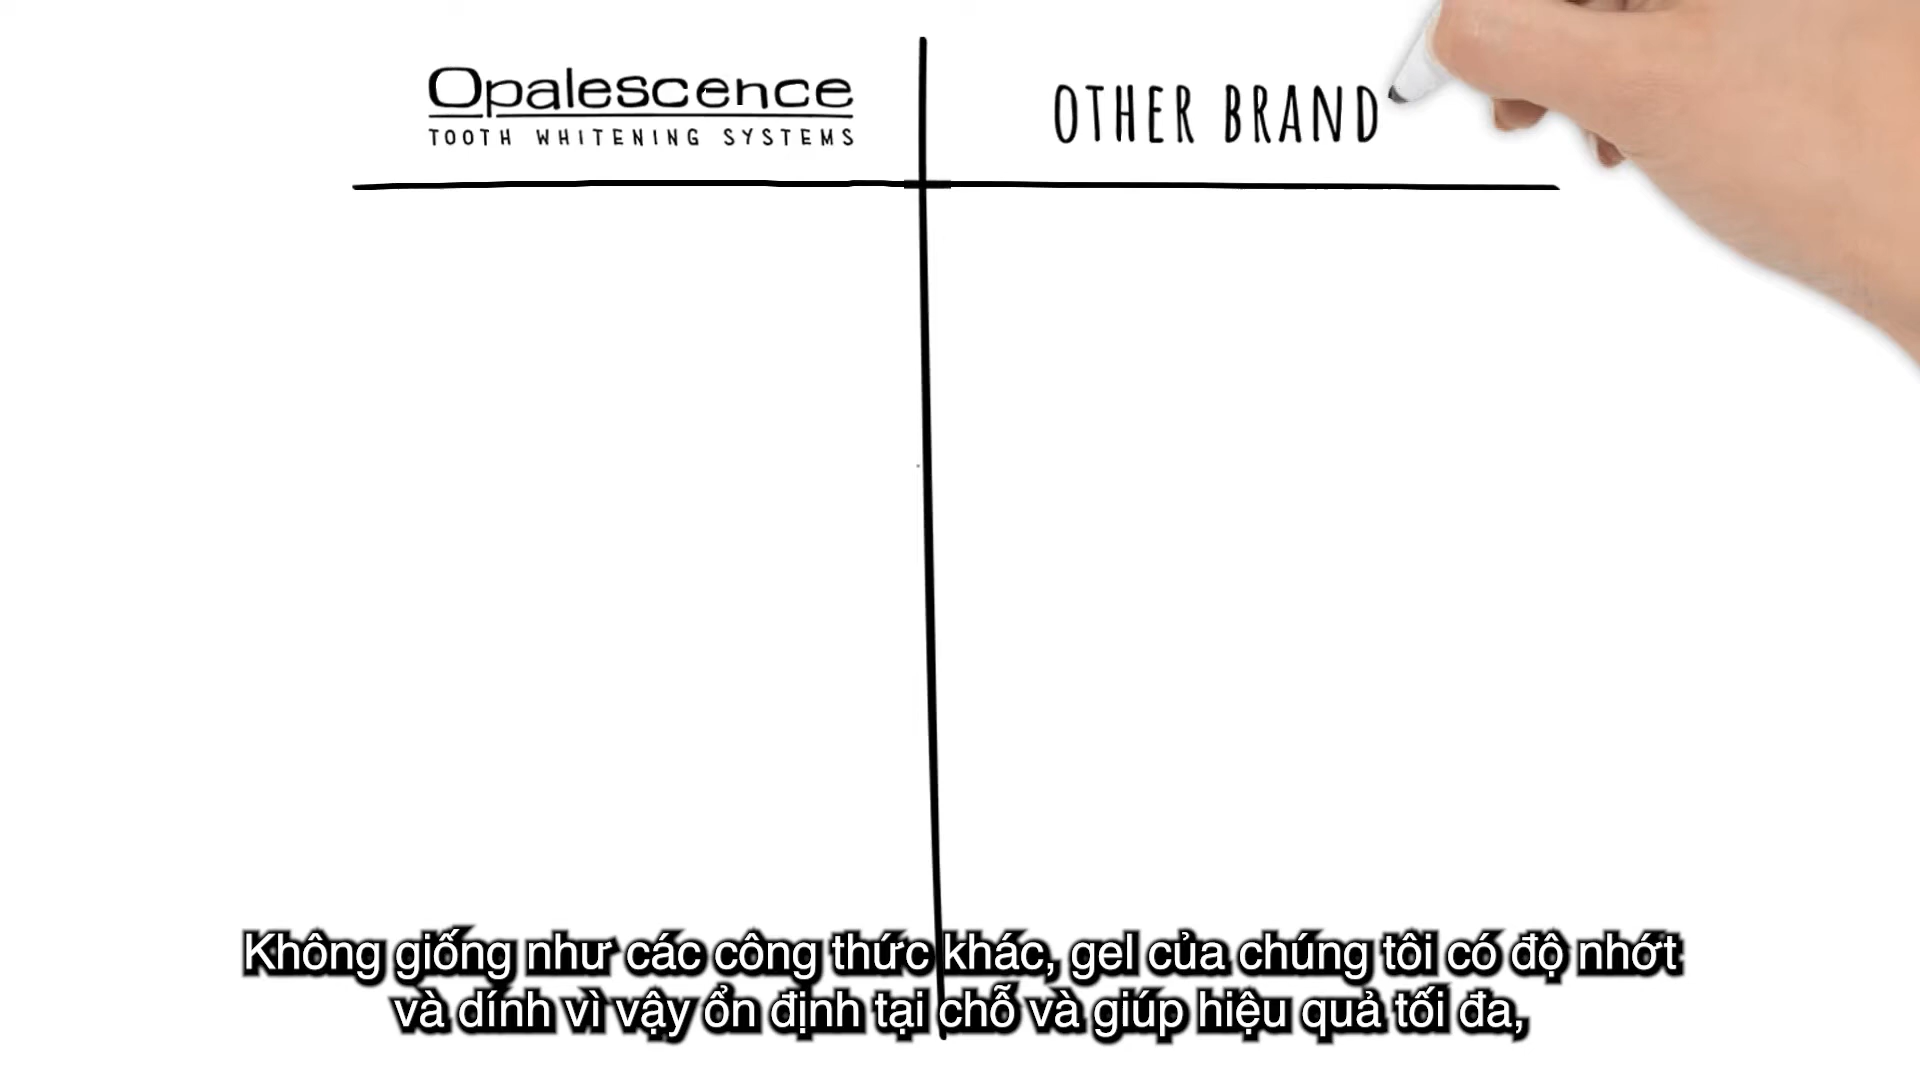 Opalescence
TOOTH WHITENING SYSTEMS
OTHER BRAND
Không giống như các công thức khác, gel của chúng tôi có độ nhớt
và dính vì vậy ổn định tại chỗ và giúp hiệu quả tối đa,